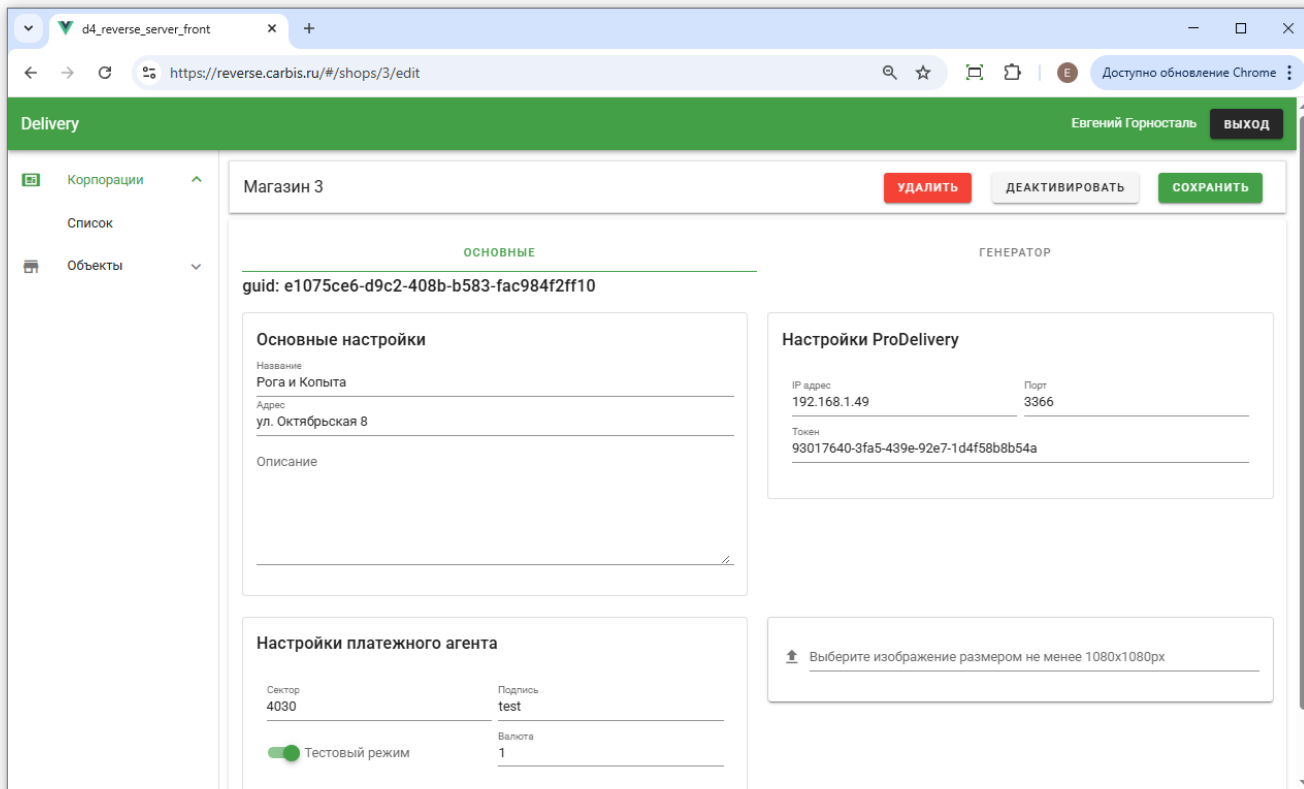 d4_reverse_server_front
https://reverse.carbis.ru/#/shops/3/edit
E
Доступно обновление Chrome
Delivery
Евгений Горносталь
ВЫХОД
Корпорации
Список
Объекты
Магазин 3
УДАЛИТЬ
ДЕАКТИВИРОВАТЬ
СОХРАНИТЬ
ОСНОВНЫЕ
ГЕНЕРАТОР
guid: e1075ce6-d9c2-408b-b583-fac984f2ff10
Основные настройки
Название
Рога и Копыта
Адрес
ул. Октябрьская 8
Описание
Настройки ProDelivery
IP адрес
192.168.1.49
Порт
3366
Токен
93017640-3fa5-439e-92e7-1d4f58b8b54a
Настройки платежного агента
Сектор
4030
Подпись
test
Тестовый режим
Валюта
1
Выберите изображение размером не менее 1080x1080px